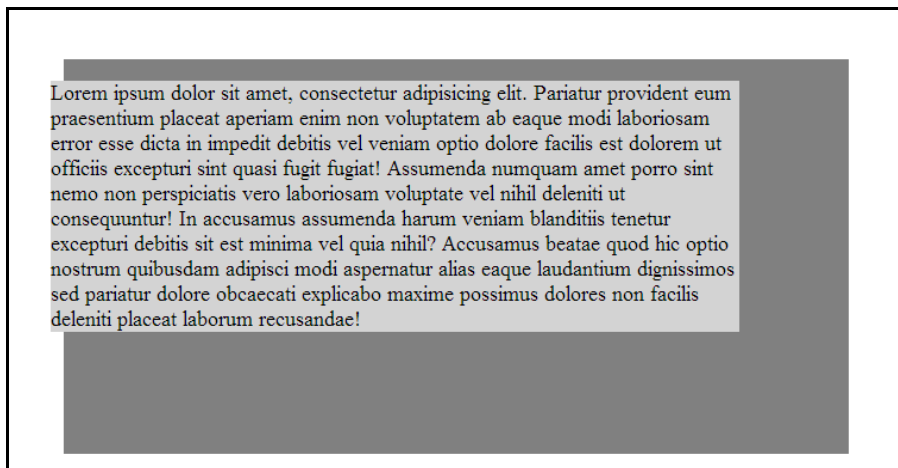 Lorem ipsum dolor sit amet, consectetur adipisicing elit. Pariatur provident eum
praesentium placeat aperiam enim non voluptatem ab eaque modi laboriosam
error esse dicta in impedit debitis vel veniam optio dolore facilis est dolorem ut
officiis excepturi sint quasi fugit fugiat! Assumenda numquam amet porro sint
nemo non perspiciatis vero laboriosam voluptate vel nihil deleniti ut
consequuntur! In accusamus assumenda harum veniam blanditiis tenetur
excepturi debitis sit est minima vel quia nihil? Accusamus beatae quod hic optio
nostrum quibusdam adipisci modi aspernatur alias eaque laudantium dignissimos
sed pariatur dolore obcaecati explicabo maxime possimus dolores non facilis
deleniti placeat laborum recusandae!